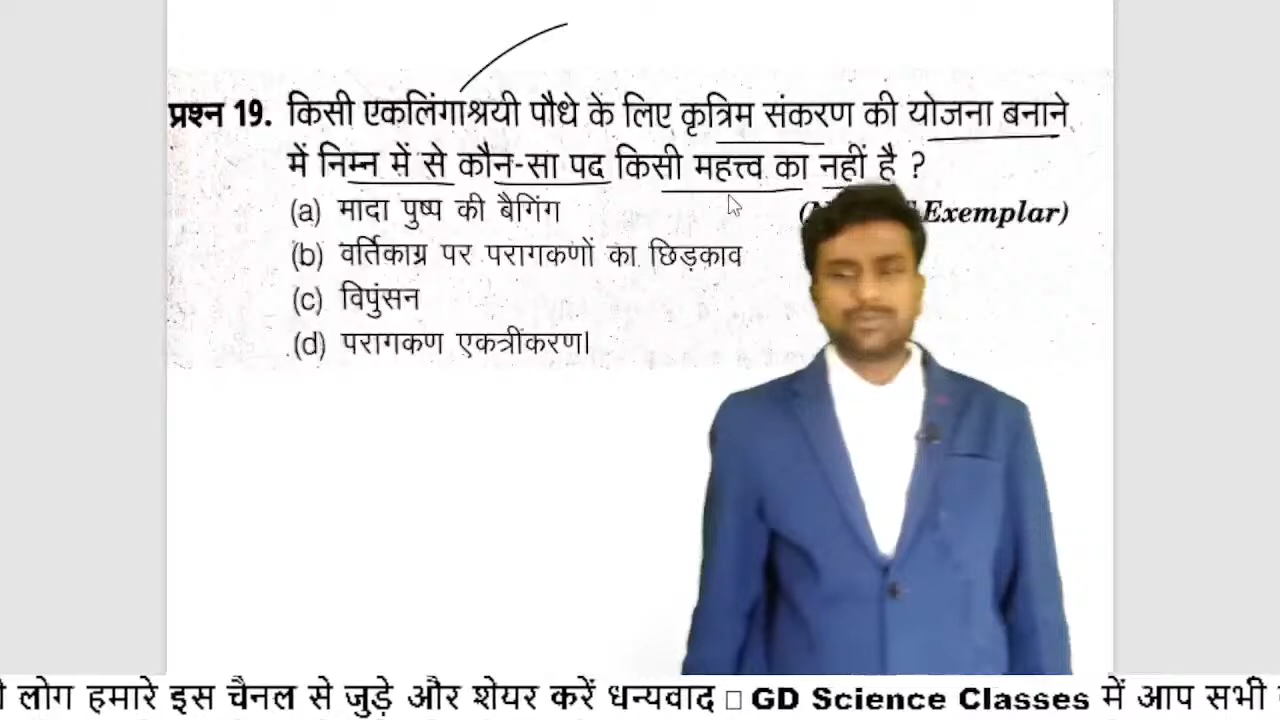 प्रश्न 19. किसी एकलिंगाश्रयी पौधे के लिए कृत्रिम संकरण की योजना बनाने
में निम्न में से कौन-सा पद किसी महत्त्व का नहीं है ?
(a) मादा पुष्प की बैगिंग
Exemplar)
(b) वर्तिकाग्र पर परागकणों का छिड़काव
(c) विपुंसन
(d) परागकण एकत्रीकरण।
लोग हमारे इस चैनल से जुड़े और शेयर करें धन्यवाद □ GD Science Classes में आप सभी